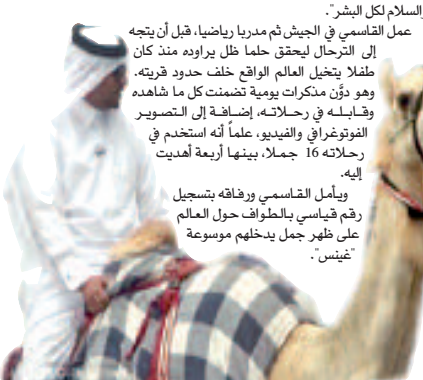 والسلام لكل البشر".
عمل القاسمي في الجيش ثم مدربا رياضيا، قبل أن يتجه
إلى الترحال ليحقق حلما ظل يراوده منذ كان
طفلا يتخيل العالم الواقع خلف حدود قريته.
وهو دوَّن مذكرات يومية تضمنت كل ما شاهده
وقابله في رحلاته، إضافة إلى التصوير
الفوتوغرافي والفيديو، علماً أنه استخدم في
رحلاته 16 جملا، بينها أربعة أهديت
إليه.
ويأمل القاسمي ورفاقه بتسجيل
رقم قياسي بالطواف حول العالم
على ظهر جمل يدخلهم موسوعة
"غينس".